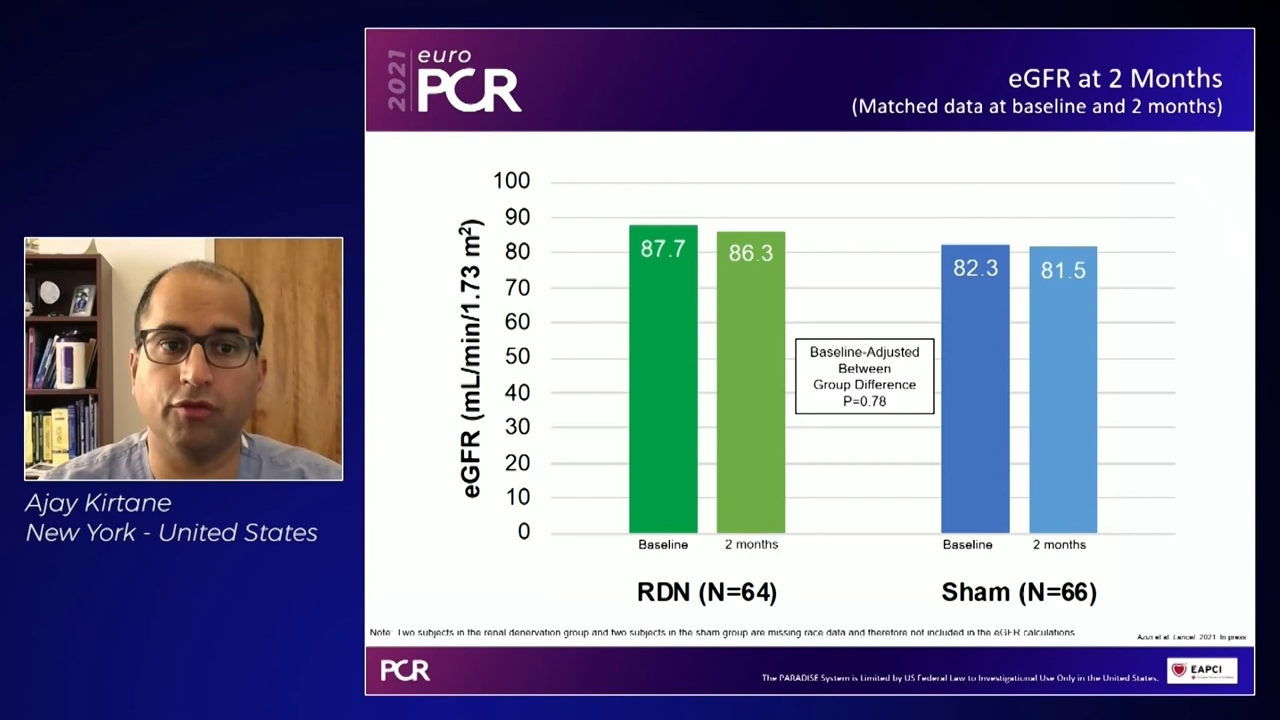 2021
euro
PCR
eGFR at 2 Months
(Matched data at baseline and 2 months)
eGFR (mL/min/1.73 m²)
100
90
80
70
60
50
40
30
20
10
0
87.7
86.3
82.3
81.5
Baseline-Adjusted
Between
Group Difference
P=0.78
Baseline
2 months
Baseline
2 months
RDN (N=64)
Sham (N=66)
Note: Two subjects in the renal denervation group and two subjects in the sham group are missing race data and therefore not included in the eGFR calculations
et al. Lancet. 2021. In press
Ajay Kirtane
New York - United States
PCR
The PARADISE System is Limited by US Federal Law to Investigational Use Only in the United States.
EAPCI